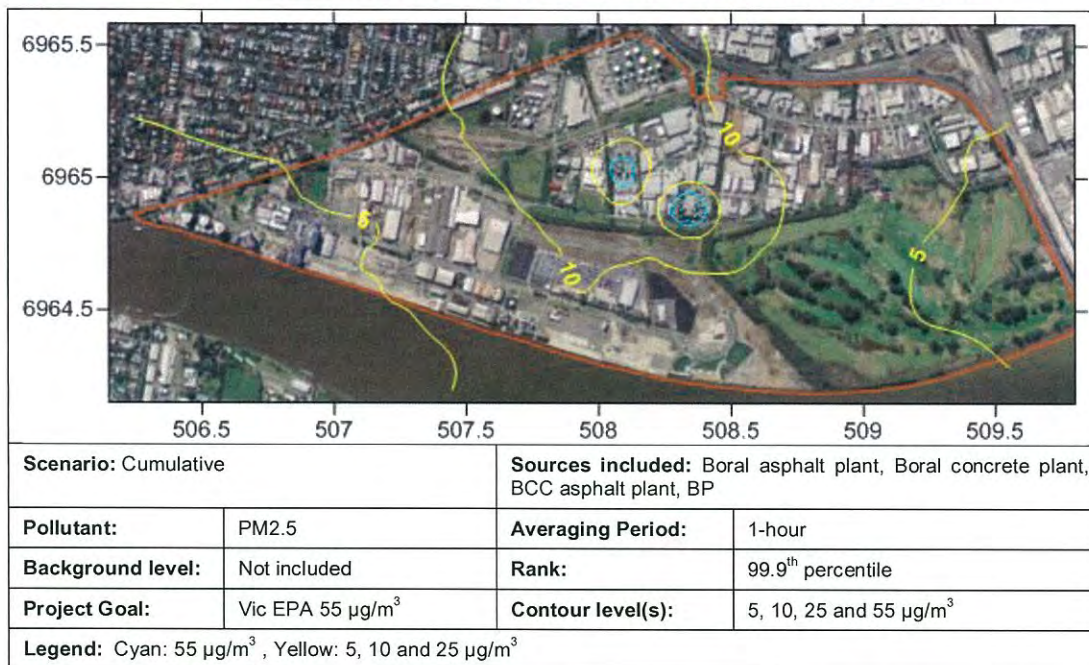 6965.5
10
6965
5
5
10
6964.5
506.5 507 507.5 508 508.5 509 509.5
Scenario: Cumulative
Sources included: Boral asphalt plant, Boral concrete plant,
BCC asphalt plant, BP
Pollutant: PM2.5 Averaging Period: 1-hour
Background level: Not included Rank: 99.9th percentile
Project Goal: Vic EPA 55 µg/m³ Contour level(s): 5, 10, 25 and 55 µg/m³
Legend: Cyan: 55 µg/m³ , Yellow: 5, 10 and 25 µg/m³